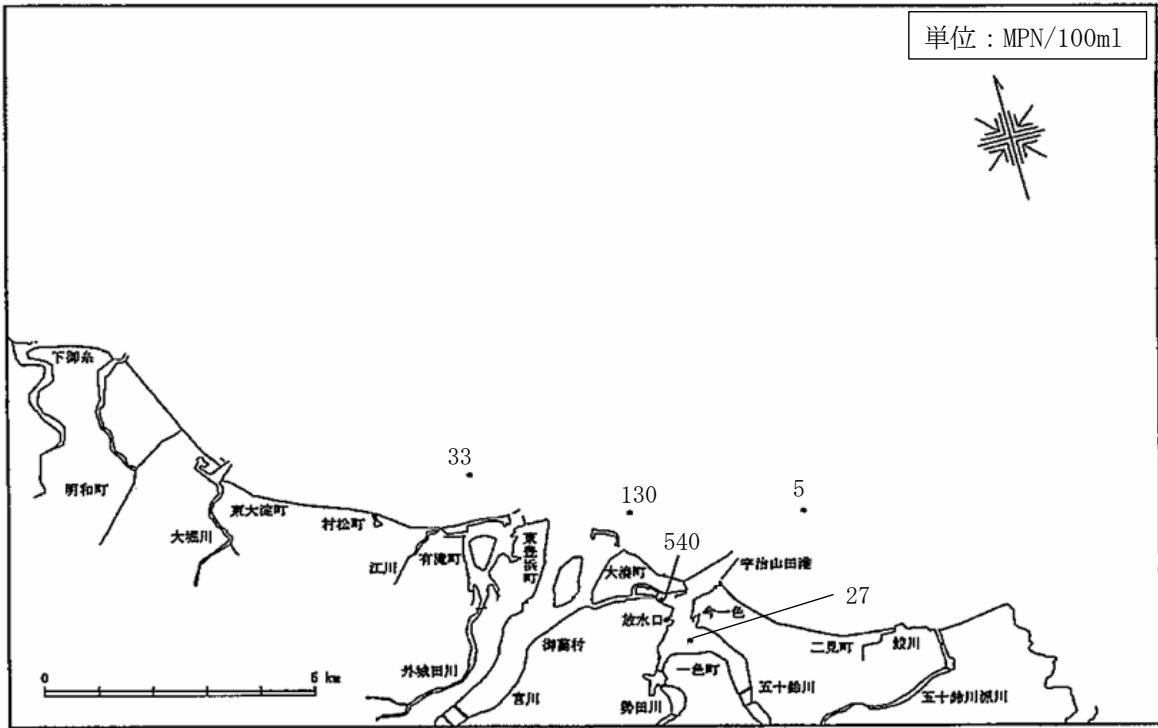 単位：MPN/100ml
下御糸
33
明和町
130
5
東大淀町
村松町
大堀川
540
東豊浜町
有滝町
江川
大湊町
宇治山田港
27
放水口
今一色
御薗村
二見町
鮫川
外城田川
一色町
0
5 km
宮川
勢田川
五十鈴川
五十鈴川派川